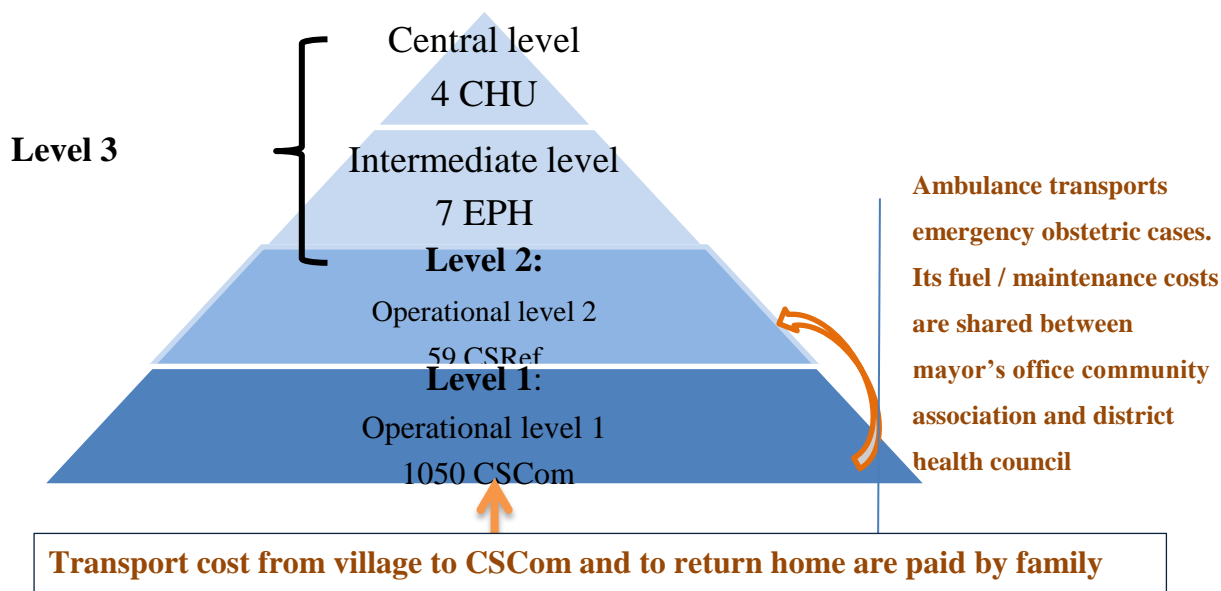 Central level
4 CHU
Level 3
Intermediate level
7 EPH
Level 2:
Operational level 2
59 CSRef
Level 1:
Operational level 1
1050 CSCom
Ambulance transports
emergency obstetric cases.
Its fuel / maintenance costs
are shared between
mayor’s office community
association and district
health council
Transport cost from village to CSCom and to return home are paid by family